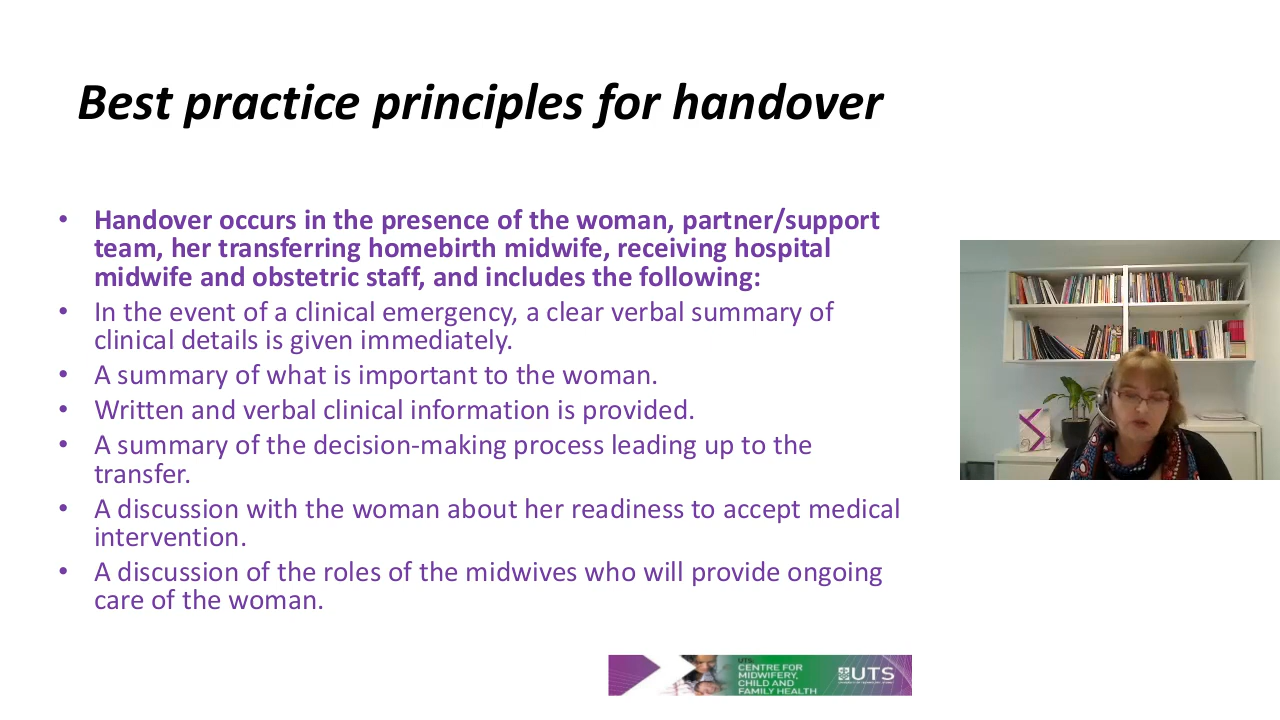 Best practice principles for handover
• Handover occurs in the presence of the woman, partner/support
team, her transferring homebirth midwife, receiving hospital
midwife and obstetric staff, and includes the following:
• In the event of a clinical emergency, a clear verbal summary of
clinical details is given immediately.
• A summary of what is important to the woman.
• Written and verbal clinical information is provided.
• A summary of the decision-making process leading up to the
transfer.
• A discussion with the woman about her readiness to accept medical
intervention.
• A discussion of the roles of the midwives who will provide ongoing
care of the woman.
UTS:
CENTRE FOR
MIDWIFERY,
CHILD AND
FAMILY HEALTH
UTS